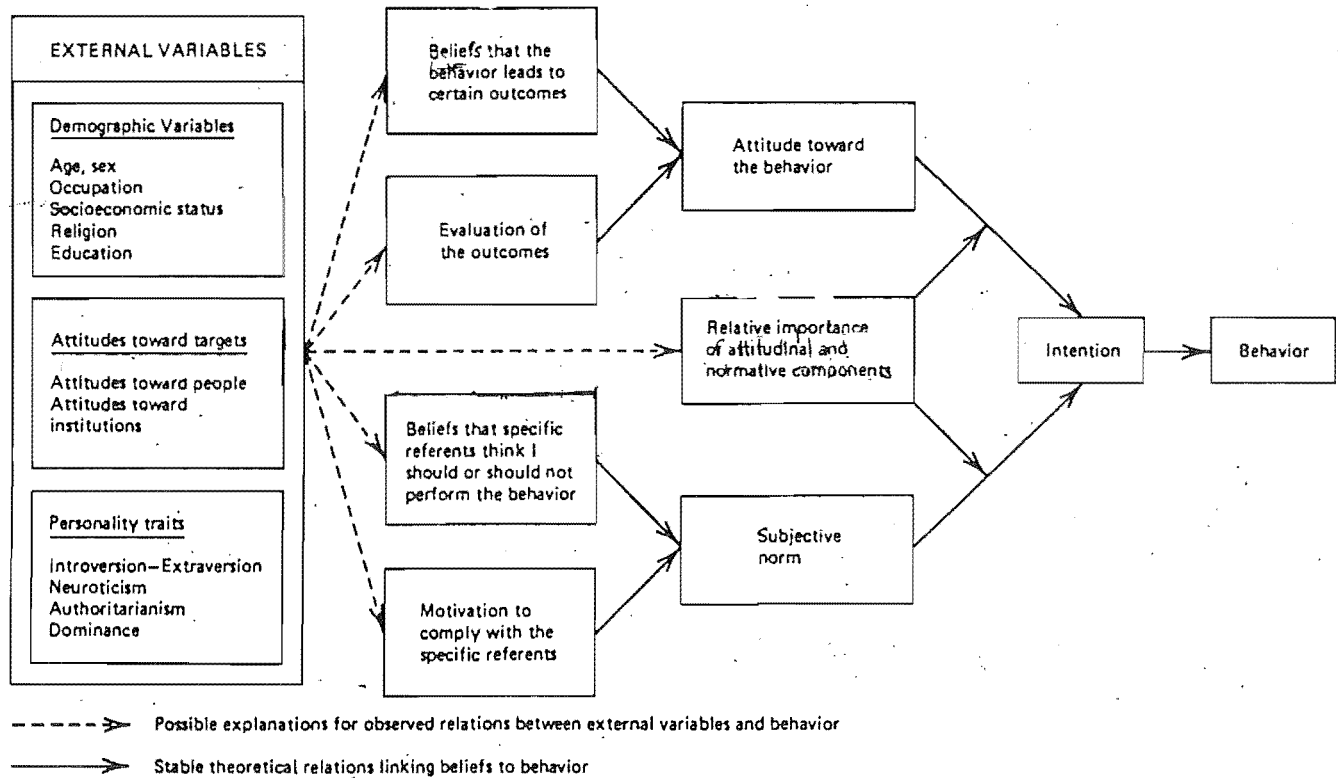 EXTERNAL VARIABLES
Demographic Variables
Age, sex
Occupation
Socioeconomic status
Religion
Education
Attitudes toward targets
Attitudes toward people
Attitudes toward
institutions
Personality traits
Introversion–Extraversion
Neuroticism
Authoritarianism
Dominance
Beliefs that the
behavior leads to
certain outcomes
Evaluation of
the outcomes
Beliefs that specific
referents think I
should or should not
perform the behavior
Motivation to
comply with the
specific referents
Attitude toward
the behavior
Relative importance
of attitudinal and
normative components
Subjective
norm
Intention
Behavior
Possible explanations for observed relations between external variables and behavior
Stable theoretical relations linking beliefs to behavior